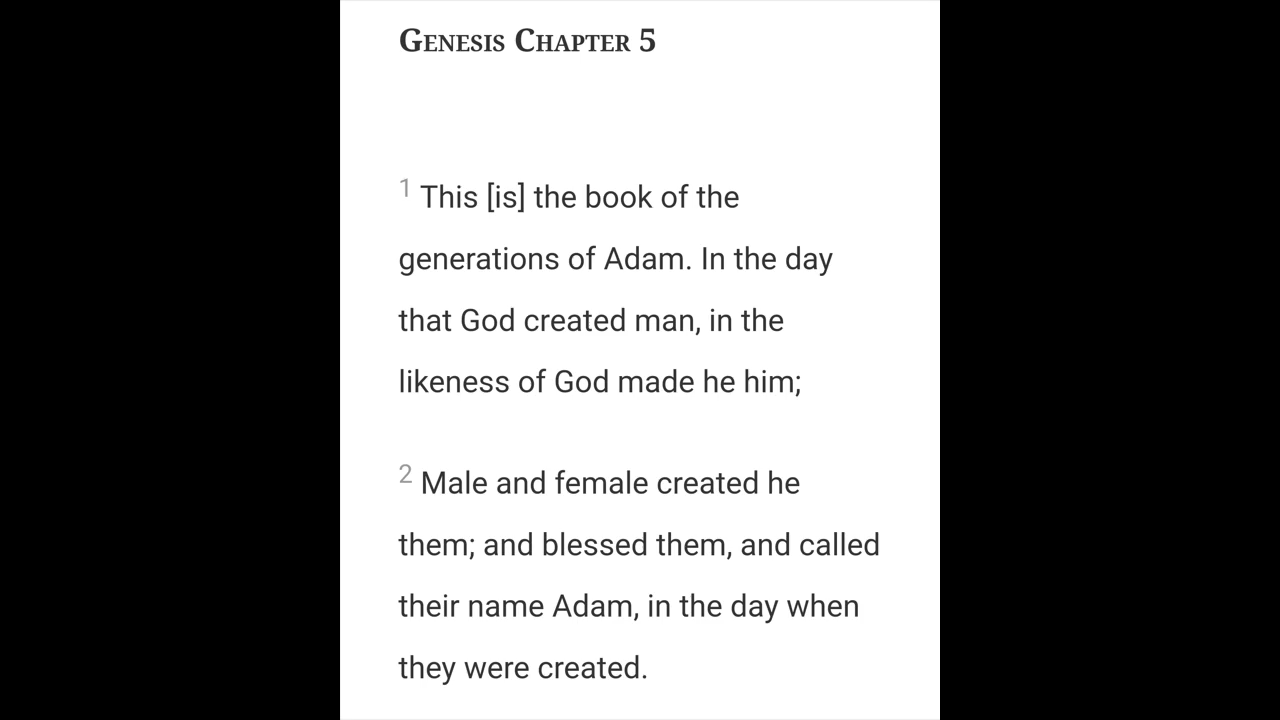 Genesis Chapter 5
1 This [is] the book of the
generations of Adam. In the day
that God created man, in the
likeness of God made he him;
2 Male and female created he
them; and blessed them, and called
their name Adam, in the day when
they were created.